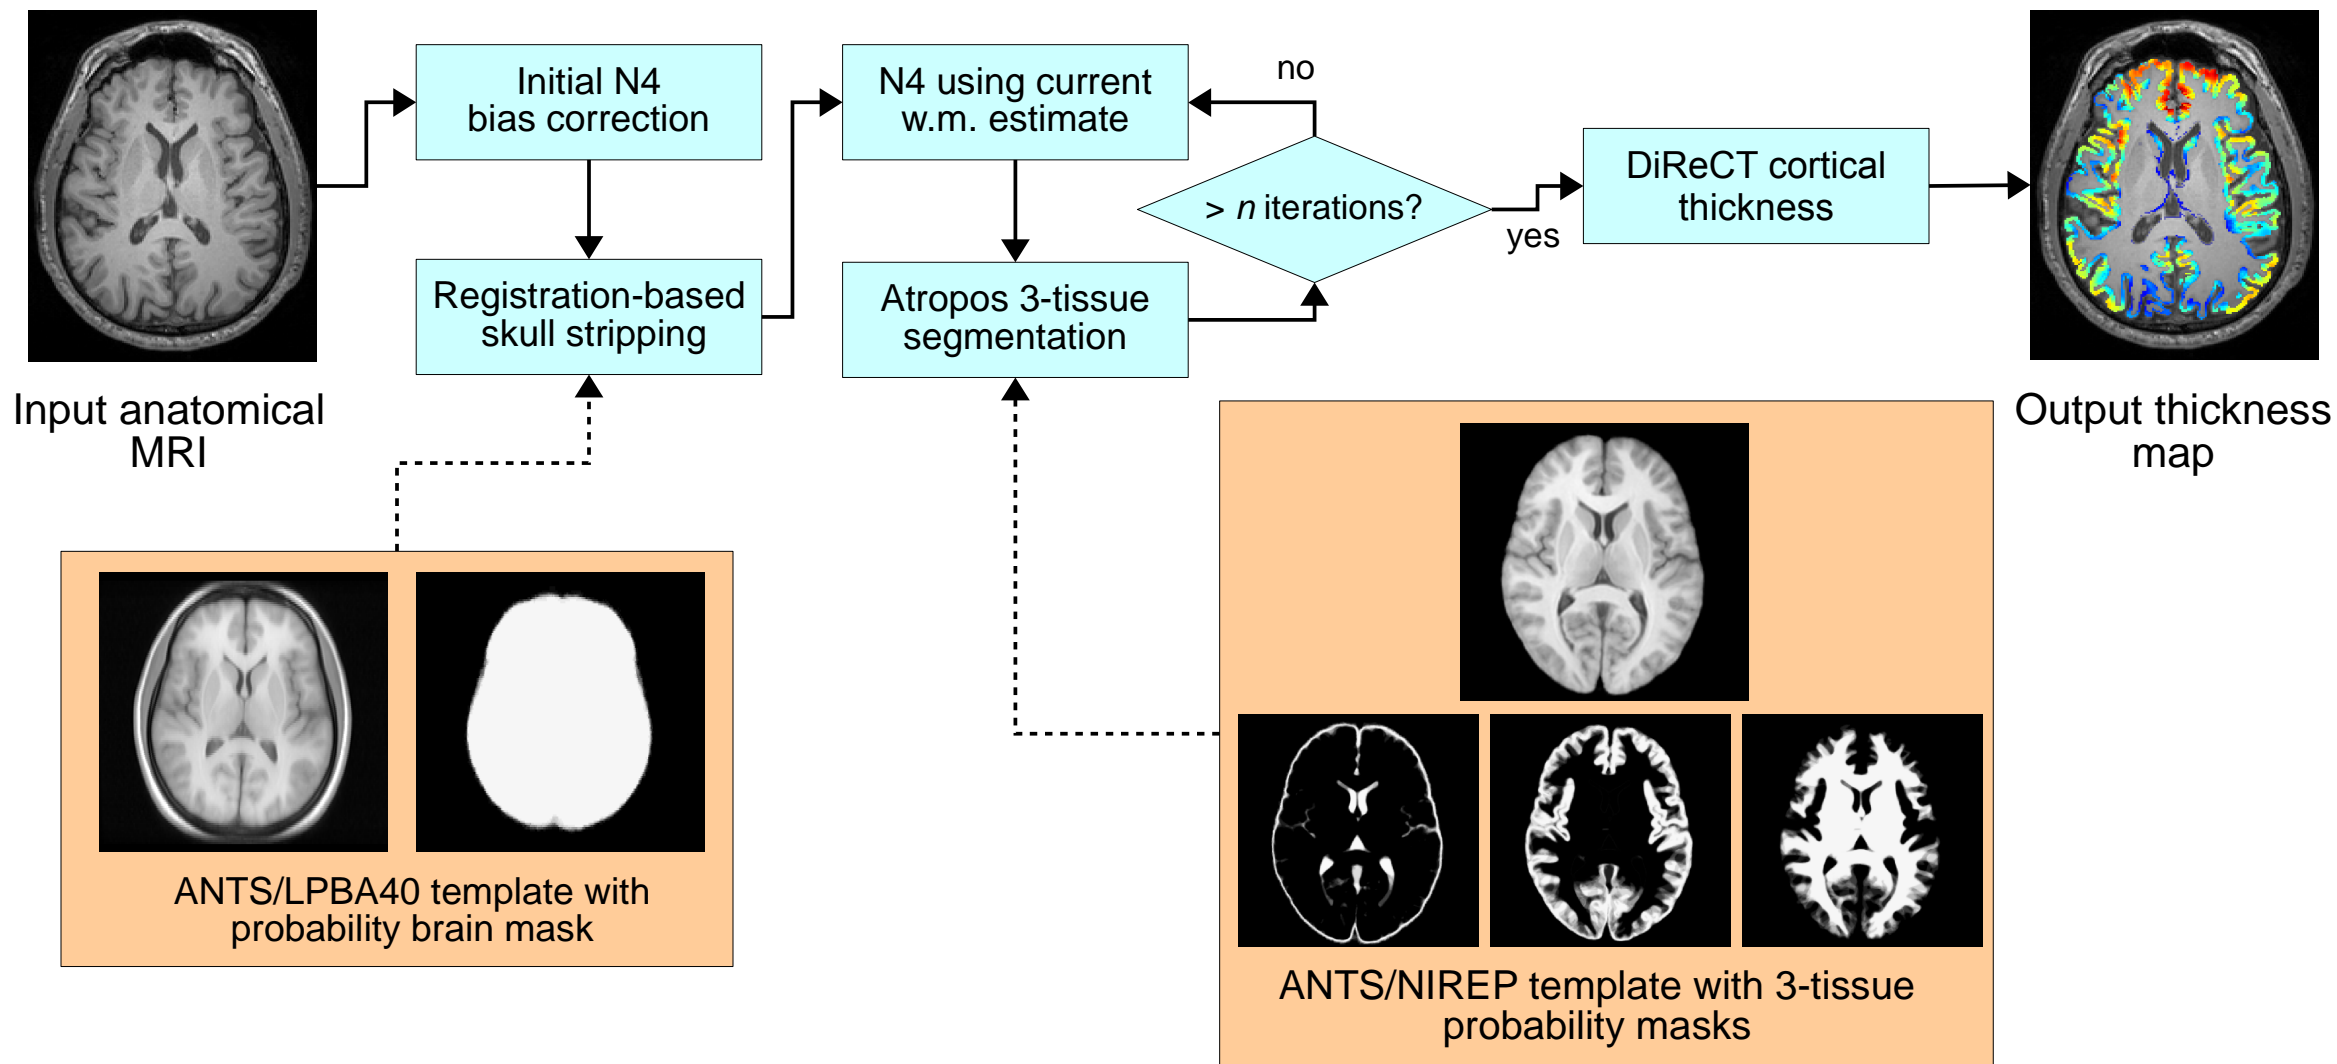 Input anatomical
MRI
Initial N4
bias correction
Registration-based
skull stripping
N4 using current
w.m. estimate
Atropos 3-tissue
segmentation
no
> n iterations?
yes
DiReCT cortical
thickness
Output thickness
map
ANTS/LPBA40 template with
probability brain mask
ANTS/NIREP template with 3-tissue
probability masks